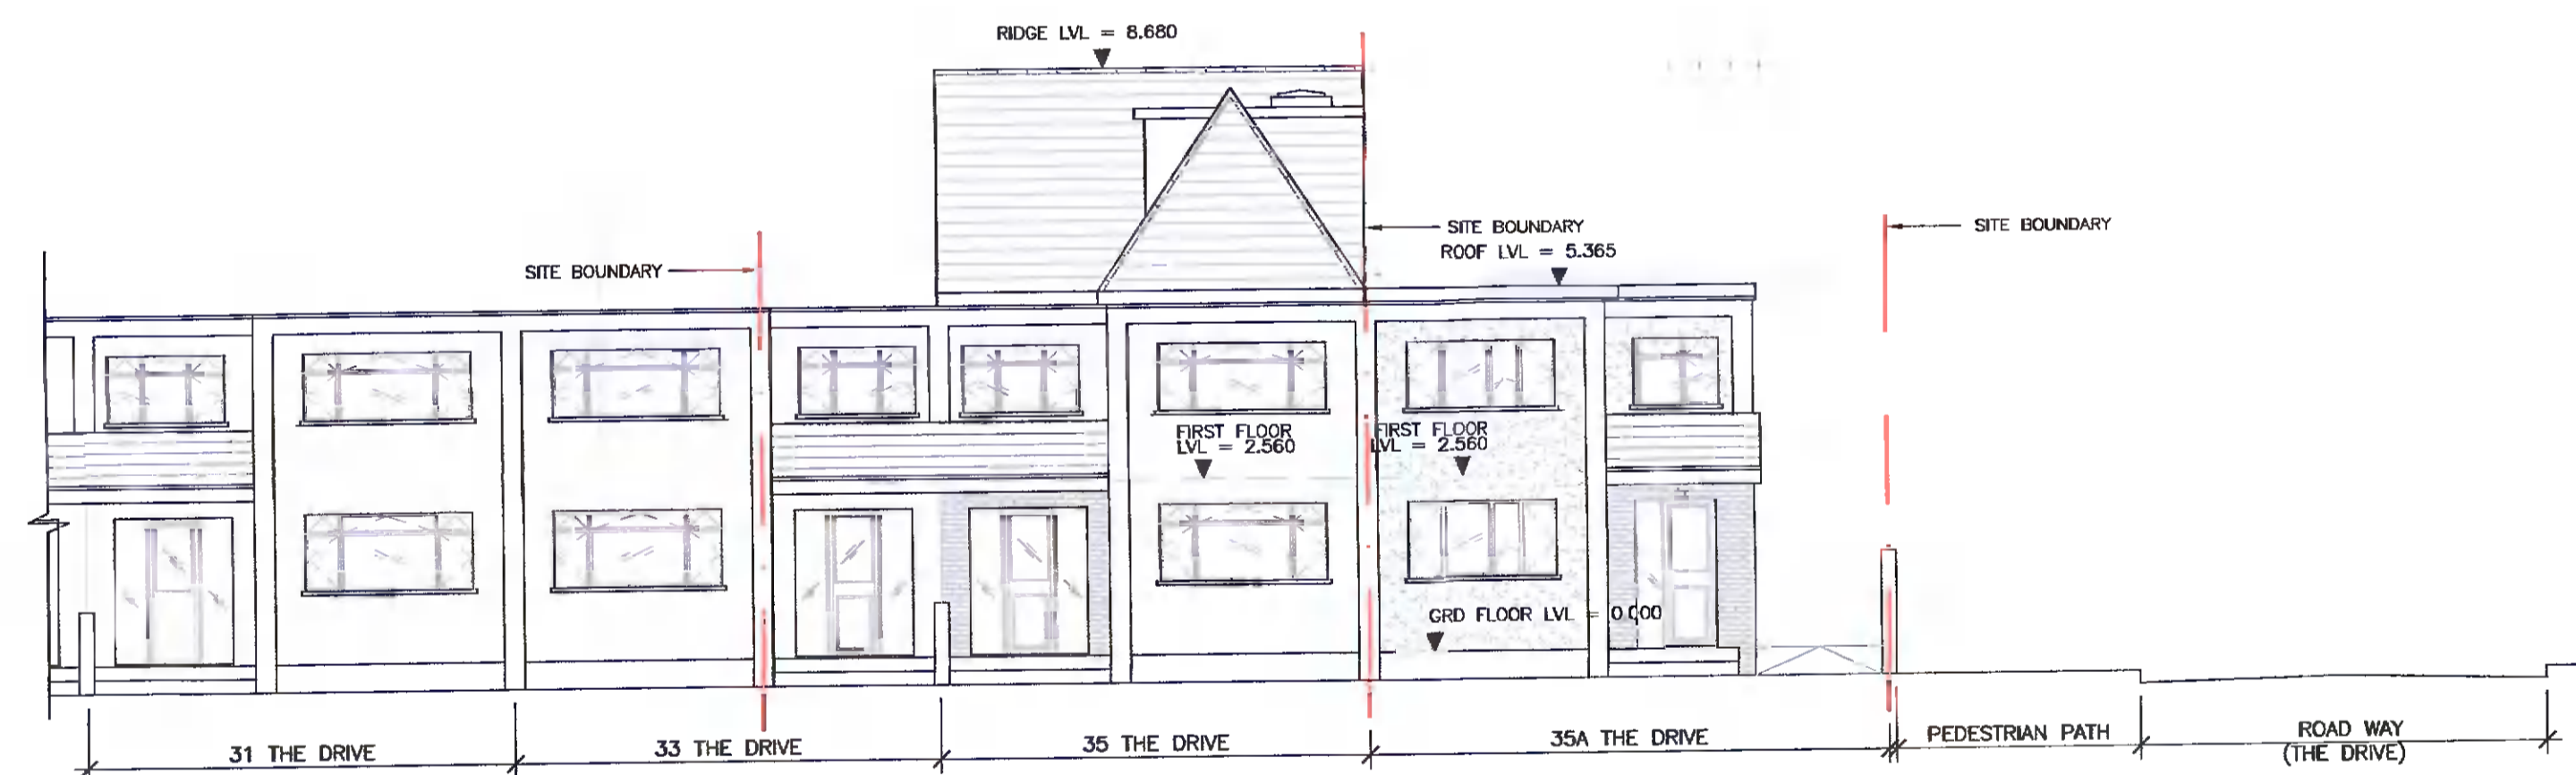 RIDGE LVL = 8.680
SITE BOUNDARY
SITE BOUNDARY
SITE BOUNDARY
ROOF LVL = 5.365
FIRST FLOOR
LVL = 2.560
FIRST FLOOR
LVL = 2.560
GRD FLOOR LVL = 0.000
31 THE DRIVE
33 THE DRIVE
35 THE DRIVE
35A THE DRIVE
PEDESTRIAN PATH
ROAD WAY
(THE DRIVE)